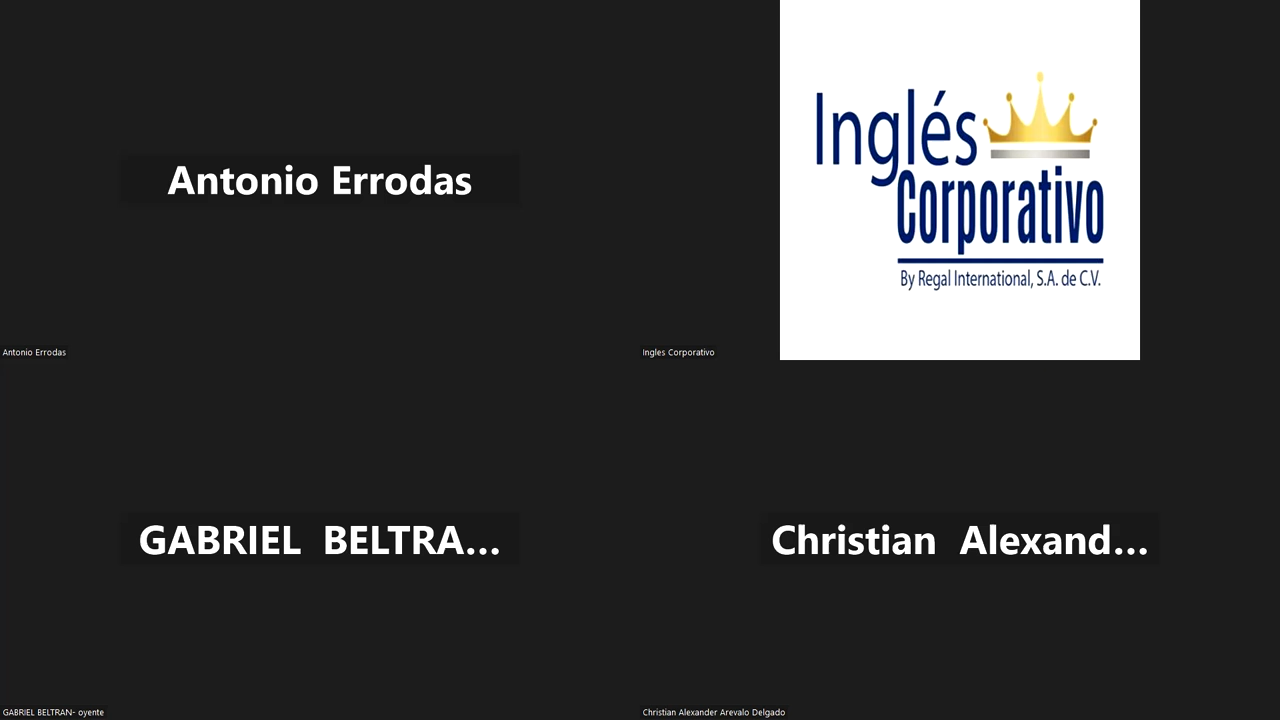 Antonio Errodas
Antonio Errodas
Inglés
Corporativo
By Regal International, S.A. de C.V.
Ingles Corporativo
GABRIEL BELTRA...
GABRIEL BELTRAN- oyente
Christian Alexand...
Christian Alexander Arevalo Delgado